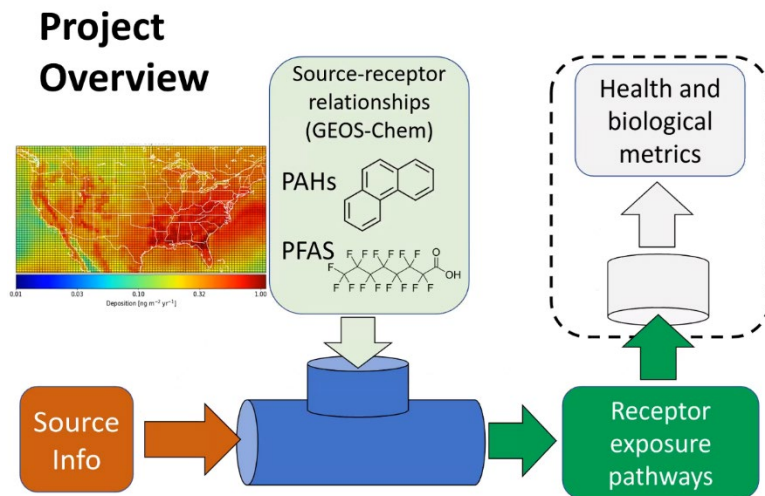 Project
Overview
Source-receptor
relationships
(GEOS-Chem)
PAHs
PFAS
F F F F F F F O
F
OH
F F F F F F F
0.01 0.03 0.10 0.32 1.00
Deposition [ng m⁻² yr⁻¹]
Health and
biological
metrics
Source
Info
Receptor
exposure
pathways